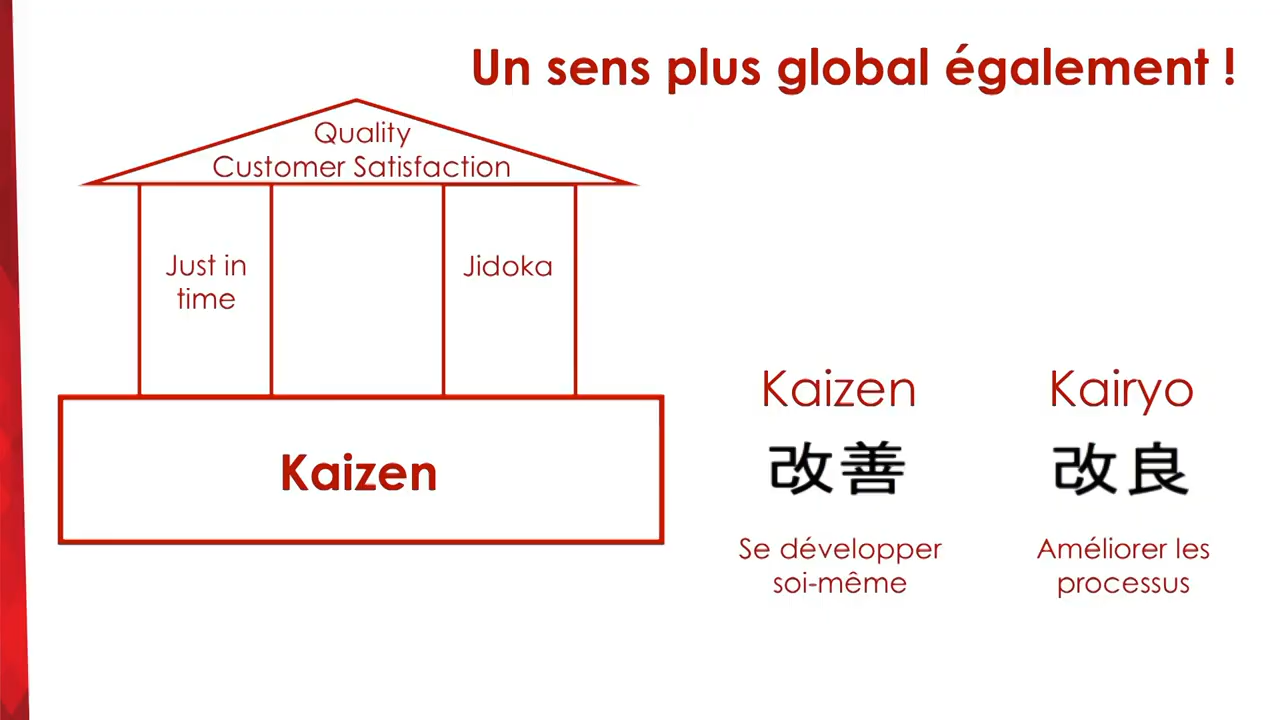 Un sens plus global également !
Quality
Customer Satisfaction
Just in
time
Jidoka
Kaizen
Kaizen
改善
Se développer
soi-même
Kairyo
改良
Améliorer les
processus